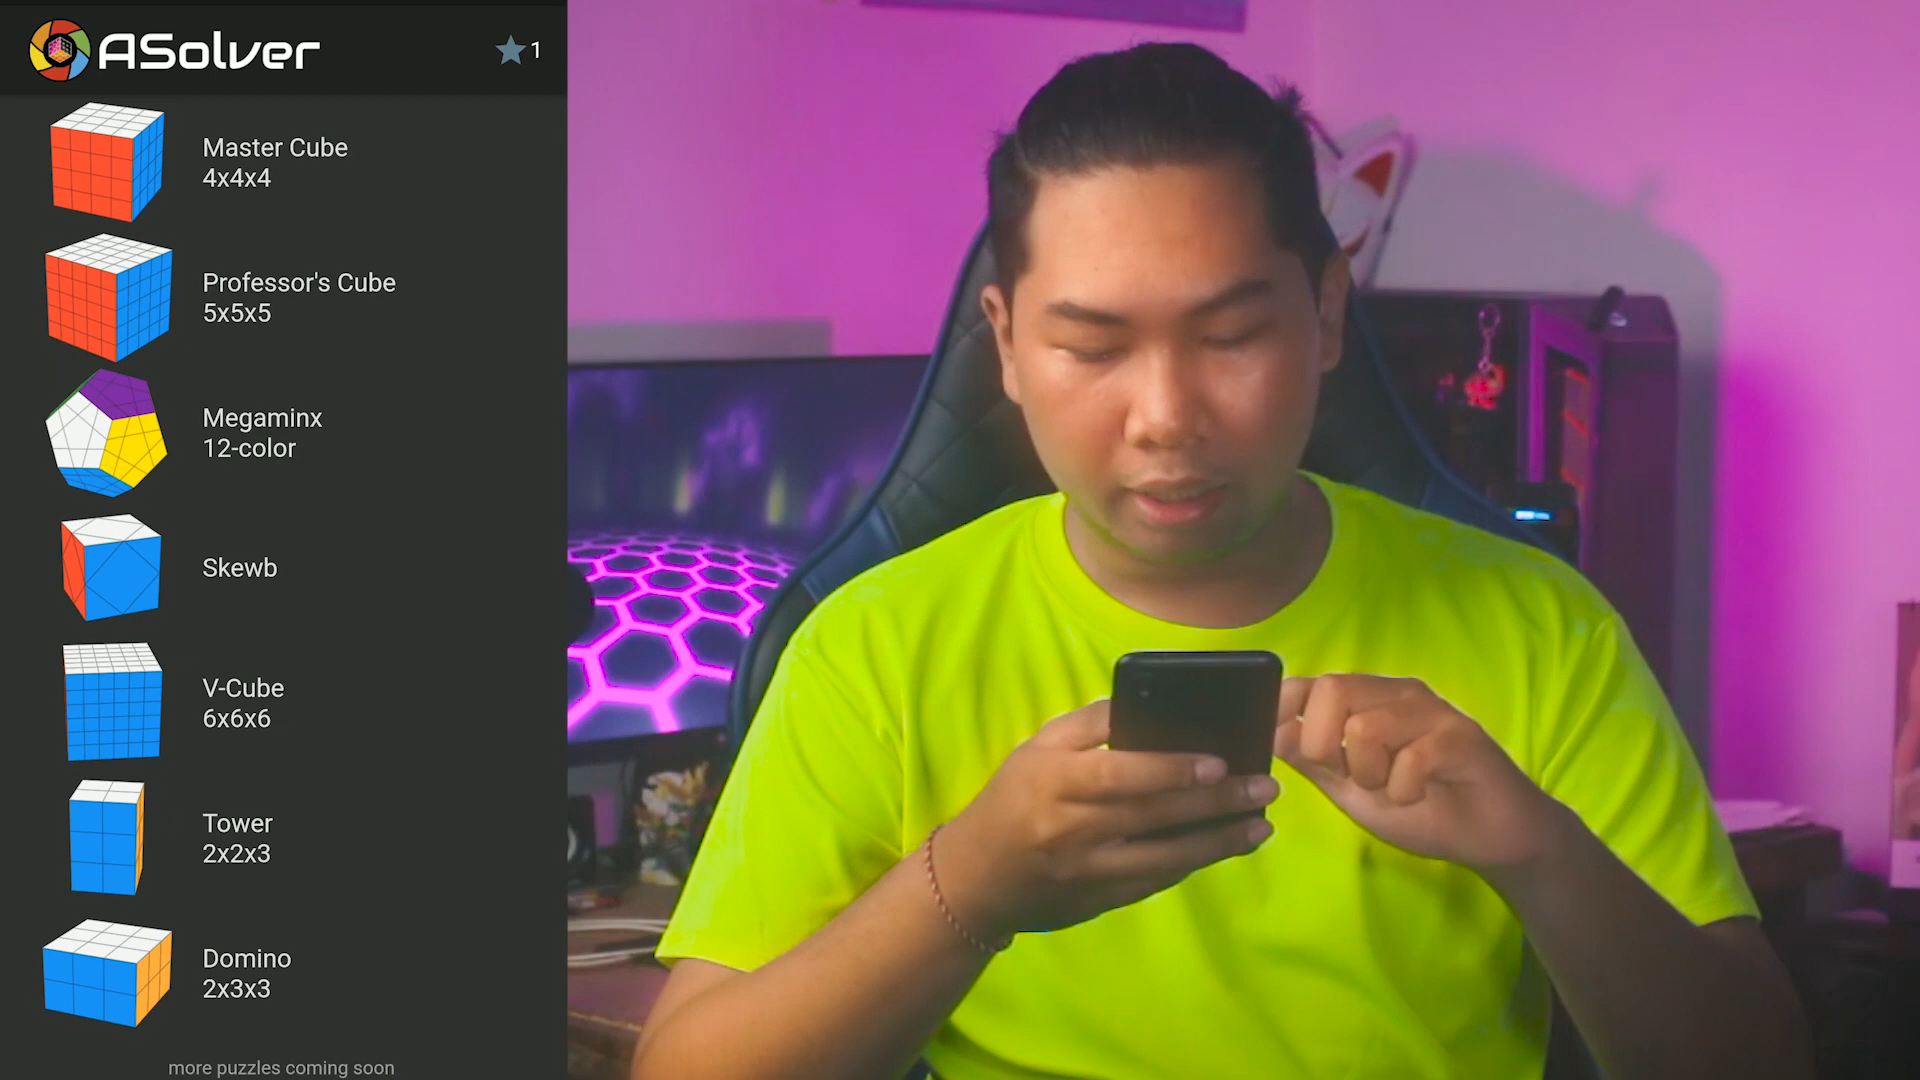 ASolver
1
Master Cube
4x4x4
Professor's Cube
5x5x5
Megaminx
12-color
Skewb
V-Cube
6x6x6
Tower
2x2x3
Domino
2x3x3
more puzzles coming soon